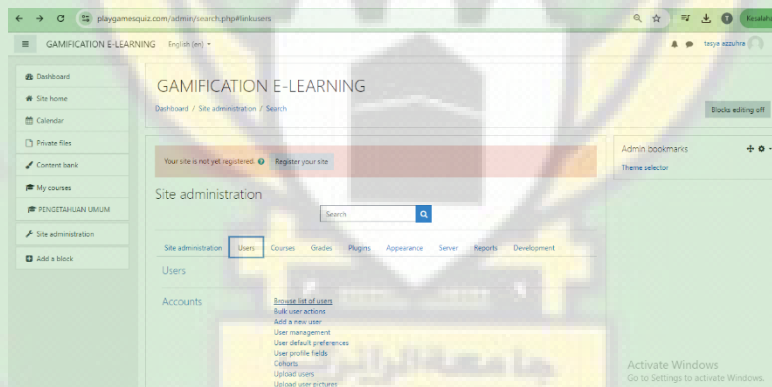 playgamesquiz.com/admin/search.php#linkusers
GAMIFICATION E-LEARNING English (en)
tasya azzuhra
Dashboard
Site home
Calendar
Private files
Content bank
My courses
PENGETAHUAN UMUM
Site administration
Add a block
GAMIFICATION E-LEARNING
Dashboard / Site administration / Search
Blocks editing off
Your site is not yet registered. Register your site
Admin bookmarks
Theme selector
Site administration
Search
Site administration Users Courses Grades Plugins Appearance Server Reports Development
Users
Accounts
Browse list of users
Bulk user actions
Add a new user
User management
User default preferences
User profile fields
Cohorts
Upload users
Upload user pictures
جامعة الرانري
Activate Windows
Go to Settings to activate Windows.